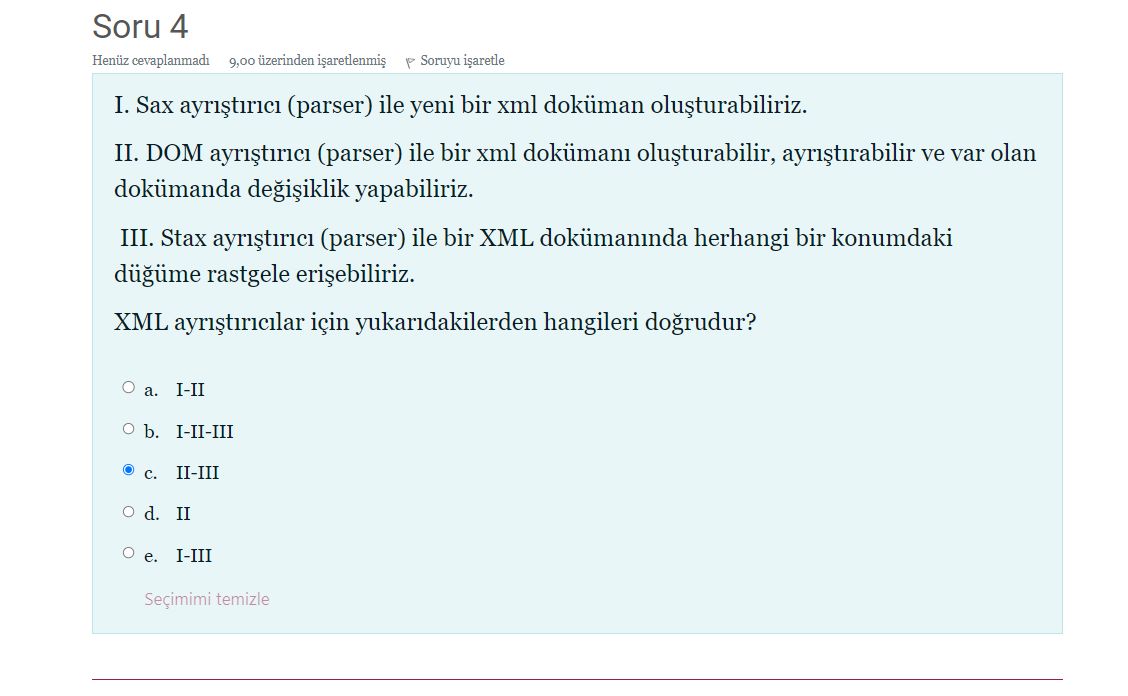 Soru 4
Henüz cevaplanmadı 9,00 üzerinden işaretlenmiş Soruyu işaretle
I. Sax ayrıştırıcı (parser) ile yeni bir xml doküman oluşturabiliriz.
II. DOM ayrıştırıcı (parser) ile bir xml dokümanı oluşturabilir, ayrıştırabilir ve var olan
dokümanda değişiklik yapabiliriz.
III. Stax ayrıştırıcı (parser) ile bir XML dokümanında herhangi bir konumdaki
düğüme rastgele erişebiliriz.
XML ayrıştırıcılar için yukarıdakilerden hangileri doğrudur?
a. I-II
b. I-II-III
c. II-III
d. II
e. I-III
Seçimimi temizle